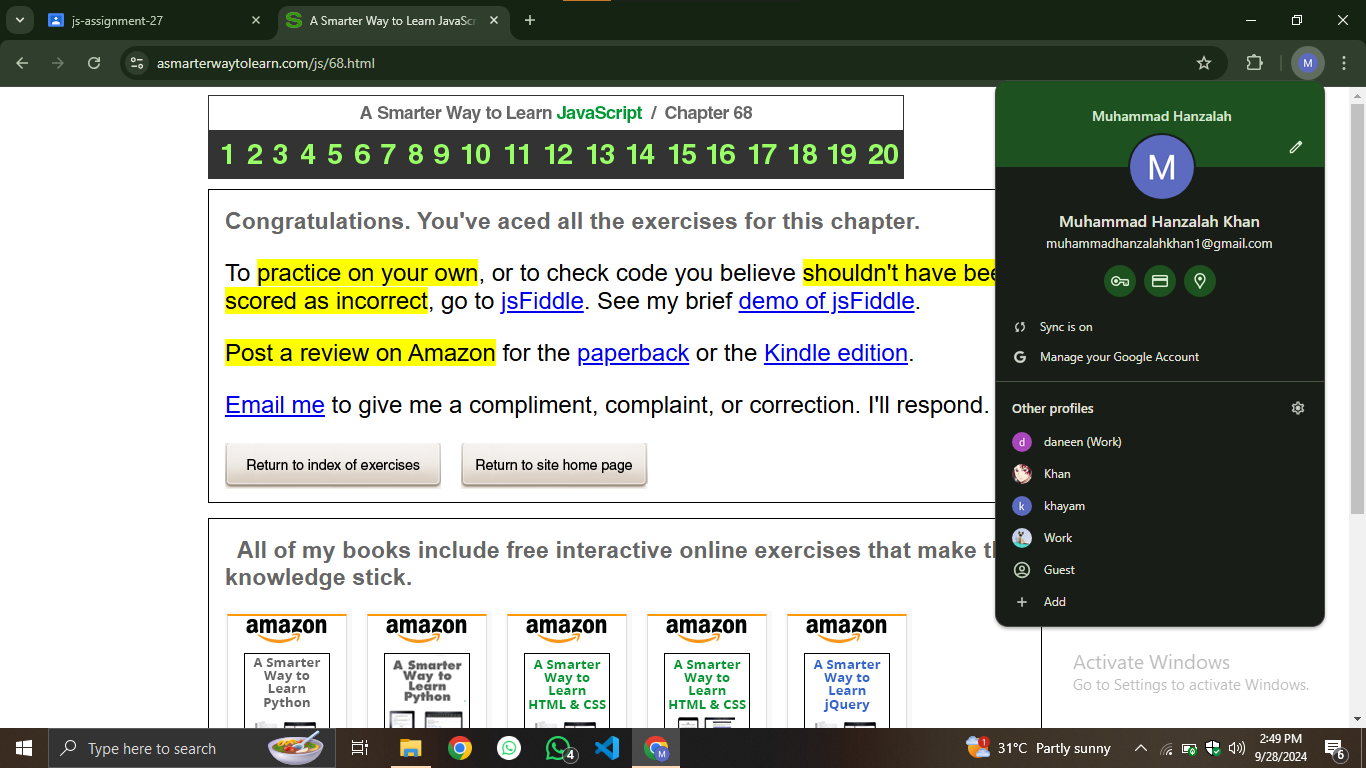 js-assignment-27
A Smarter Way to Learn JavaScr
asmarterwaytolearn.com/js/68.html
M
A Smarter Way to Learn JavaScript / Chapter 68
1 2 3 4 5 6 7 8 9 10 11 12 13 14 15 16 17 18 19 20
Congratulations. You've aced all the exercises for this chapter.
To practice on your own, or to check code you believe shouldn't have bee
scored as incorrect, go to jsFiddle. See my brief demo of jsFiddle.
Post a review on Amazon for the paperback or the Kindle edition.
Email me to give me a compliment, complaint, or correction. I'll respond.
Return to index of exercises
Return to site home page
All of my books include free interactive online exercises that make th
knowledge stick.
amazon
A Smarter
Way to
Learn
Python
amazon
A Smarter
Way to
Learn
Python
amazon
A Smarter
Way to
Learn
HTML & CSS
amazon
A Smarter
Way to
Learn
HTML & CSS
amazon
A Smarter
Way to
Learn
jQuery
Muhammad Hanzalah
M
Muhammad Hanzalah Khan
muhammadhanzalahkhan1@gmail.com
Sync is on
G
Manage your Google Account
Other profiles
d
daneen (Work)
Khan
k
khayam
Work
Guest
Add
Activate Windows
Go to Settings to activate Windows.
Type here to search
4
M
1
31°C Partly sunny
2:49 PM
9/28/2024
6